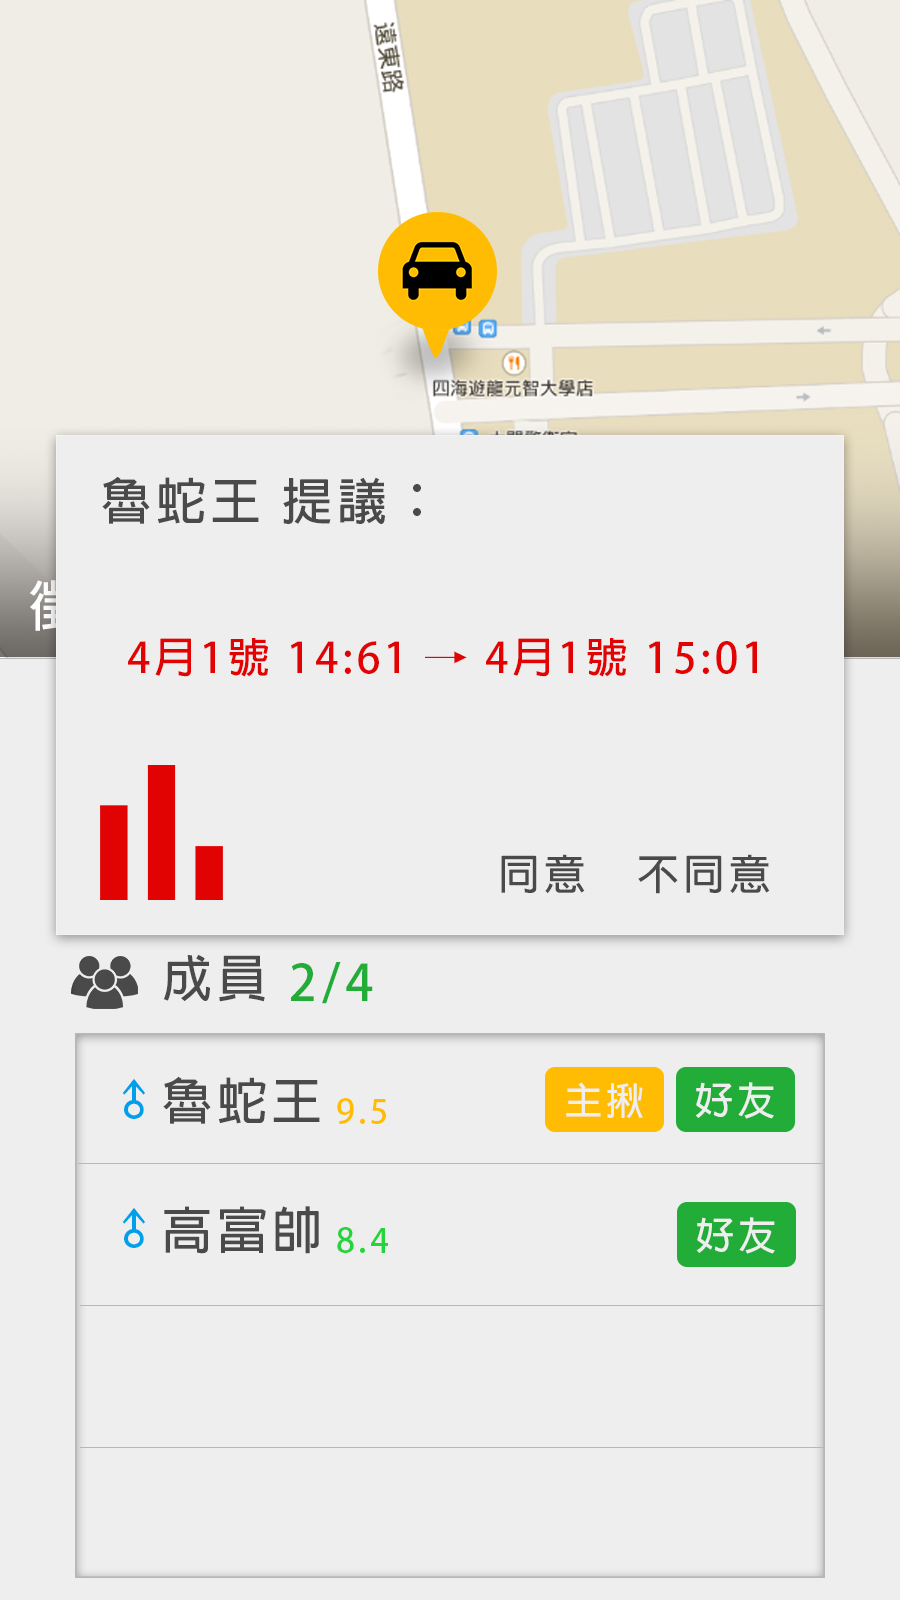 遠東路
四海遊龍元智大學店
魯蛇王 提議：
4月1號 14:61 → 4月1號 15:01
同意 不同意
成員 2/4
魯蛇王 9.5 主揪 好友
高富帥 8.4 好友